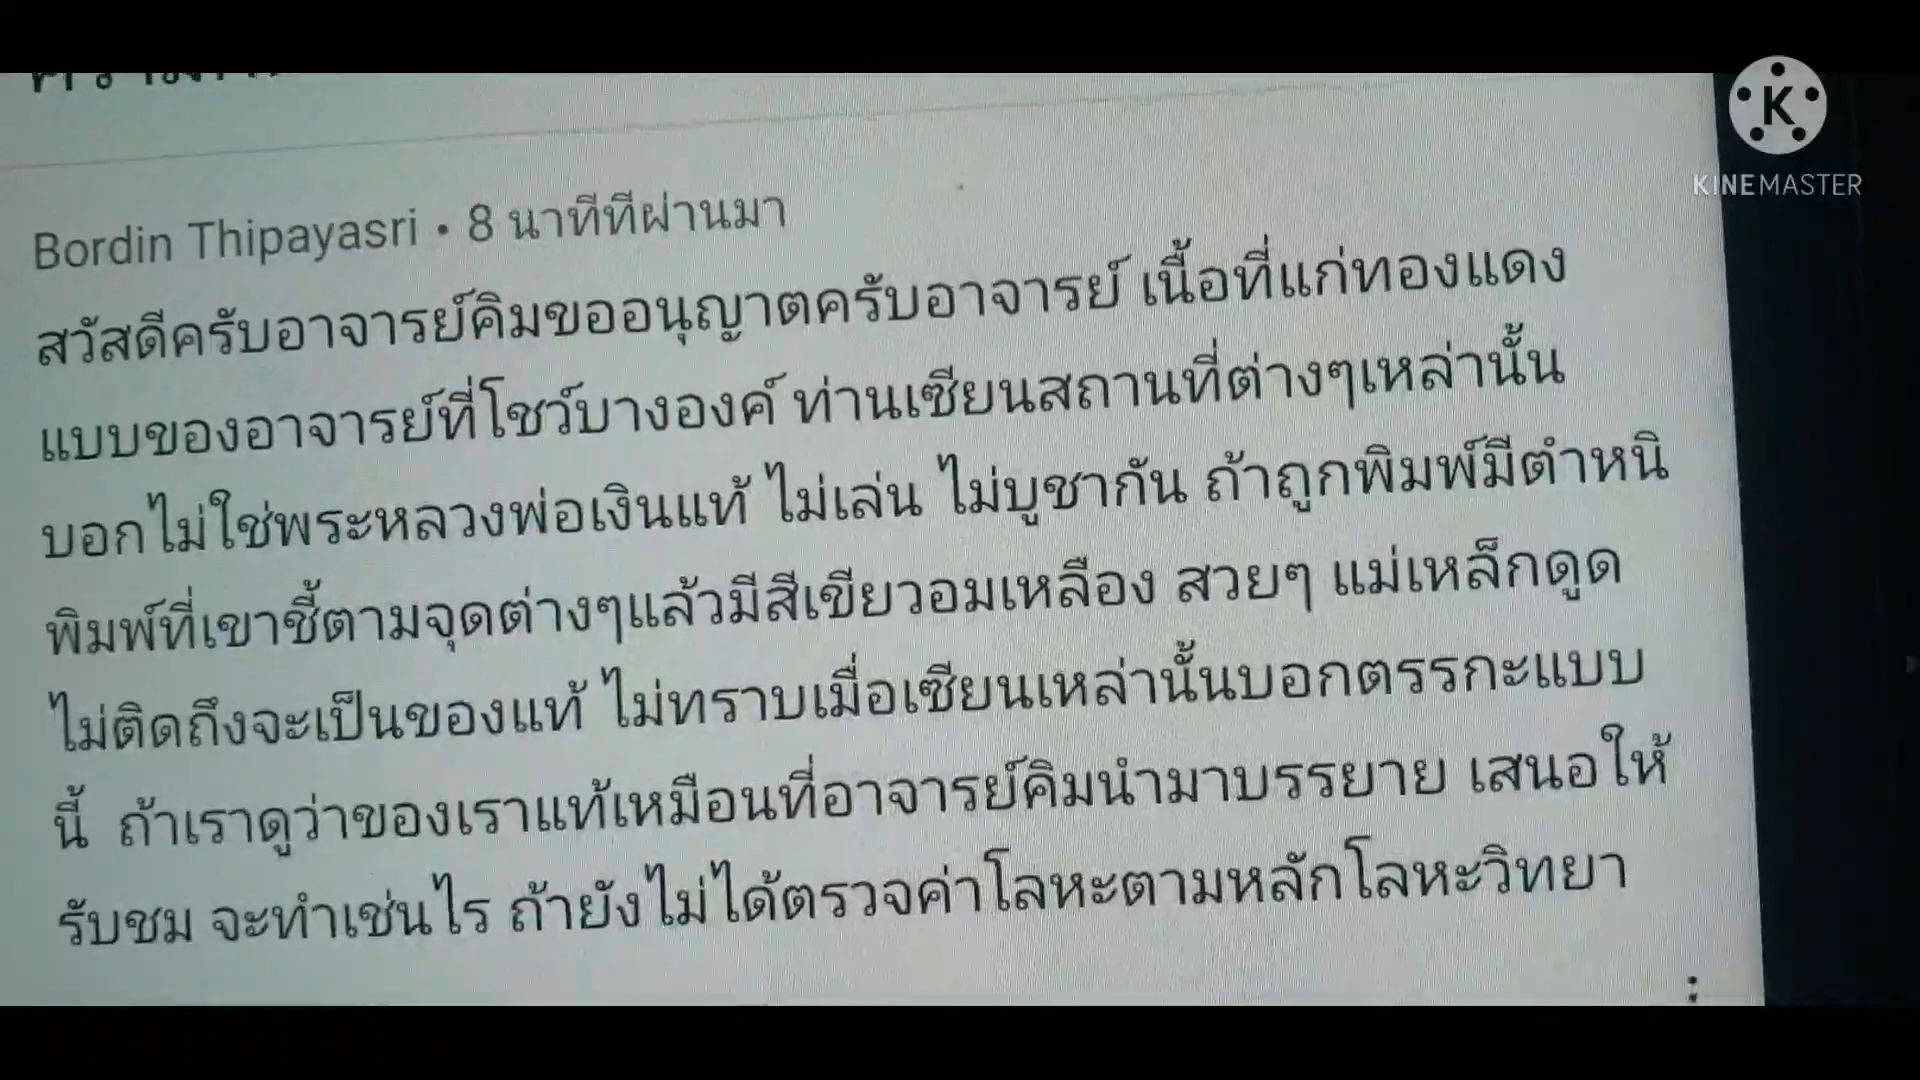 KINEMASTER
Bordin Thipayasri • 8 นาทีที่ผ่านมา
สวัสดีครับอาจารย์คิมขออนุญาตครับอาจารย์ เนื้อที่แก่ทองแดง
แบบของอาจารย์ที่โชว์บางองค์ ท่านเซียนสถานที่ต่างๆเหล่านั้น
บอกไม่ใช่พระหลวงพ่อเงินแท้ ไม่เล่น ไม่บูชากัน ถ้าถูกพิมพ์มีตำหนิ
พิมพ์ที่เขาชี้ตามจุดต่างๆแล้วมีสีเขียวอมเหลือง สวยๆ แม่เหล็กดูด
ไม่ติดถึงจะเป็นของแท้ ไม่ทราบเมื่อเซียนเหล่านั้นบอกตรรกะแบบ
นี้ ถ้าเราดูว่าของเราแท้เหมือนที่อาจารย์คิมนำมาบรรยาย เสนอให้
รับชม จะทำเช่นไร ถ้ายังไม่ได้ตรวจค่าโลหะตามหลักโลหะวิทยา